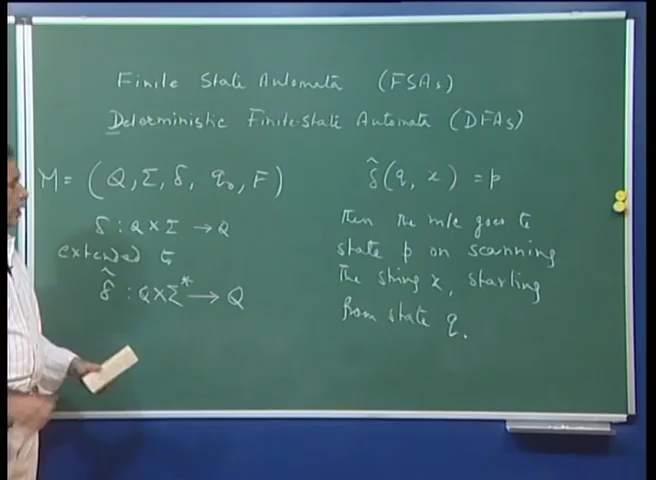 Finite State Automata (FSAs)
Deterministic Finite-State Automata (DFAs)
M = (Q, Σ, δ, q₀, F)
δ : Q × Σ → Q
extended to
δ̂ : Q × Σ* → Q
δ̂(q, x) = p
Then the m/c goes to
state p on scanning
the string x, starting
from state q.